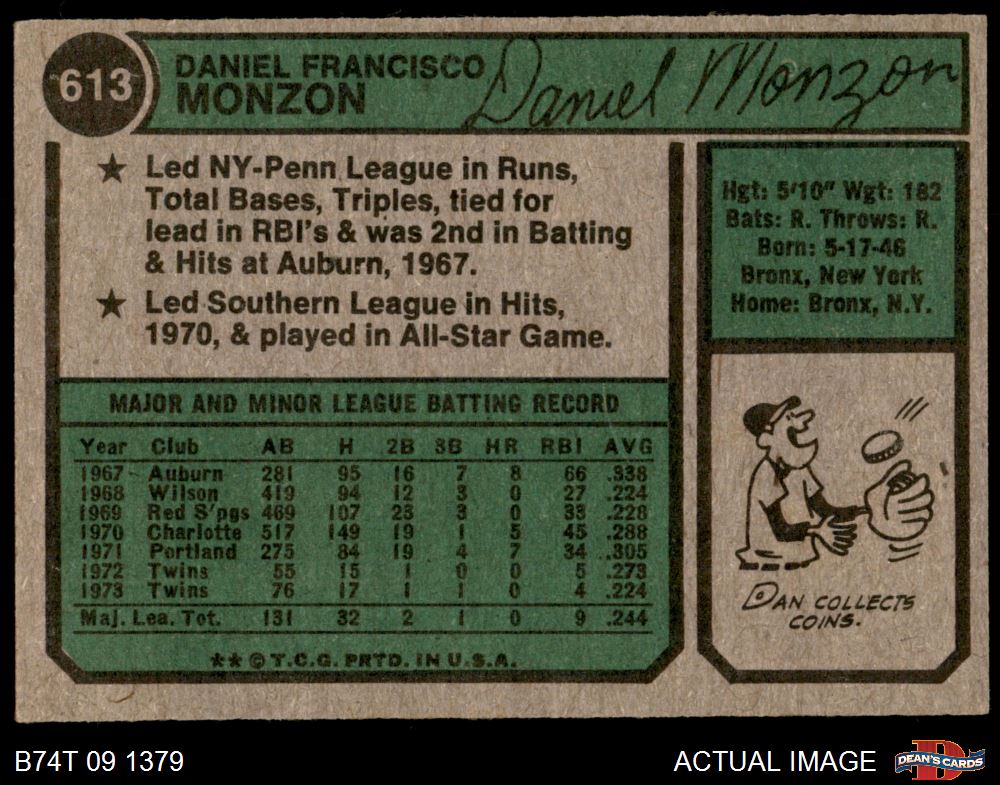 613
DANIEL FRANCISCO
MONZON
Daniel Monzon
★ Led NY-Penn League in Runs,
Total Bases, Triples, tied for
lead in RBI's & was 2nd in Batting
& Hits at Auburn, 1967.
★ Led Southern League in Hits,
1970, & played in All-Star Game.
Hgt: 5'10" Wgt: 182
Bats: R. Throws: R.
Born: 5-17-46
Bronx, New York
Home: Bronx, N.Y.
MAJOR AND MINOR LEAGUE BATTING RECORD
Year Club AB H 2B 3B HR RBI AVG
1967 Auburn 281 95 16 7 8 66 .338
1968 Wilson 419 94 12 3 0 27 .224
1969 Red S'pgs 469 107 23 3 0 33 .228
1970 Charlotte 517 149 19 1 5 45 .288
1971 Portland 275 84 19 4 7 34 .305
1972 Twins 55 15 1 0 0 5 .273
1973 Twins 76 17 1 1 0 4 .224
Maj. Lea. Tot. 131 32 2 1 0 9 .244
★★ © T.C.G. PRTD. IN U.S.A.
DAN COLLECTS
COINS.
B74T 09 1379
ACTUAL IMAGE
D
DEAN'S CARDS